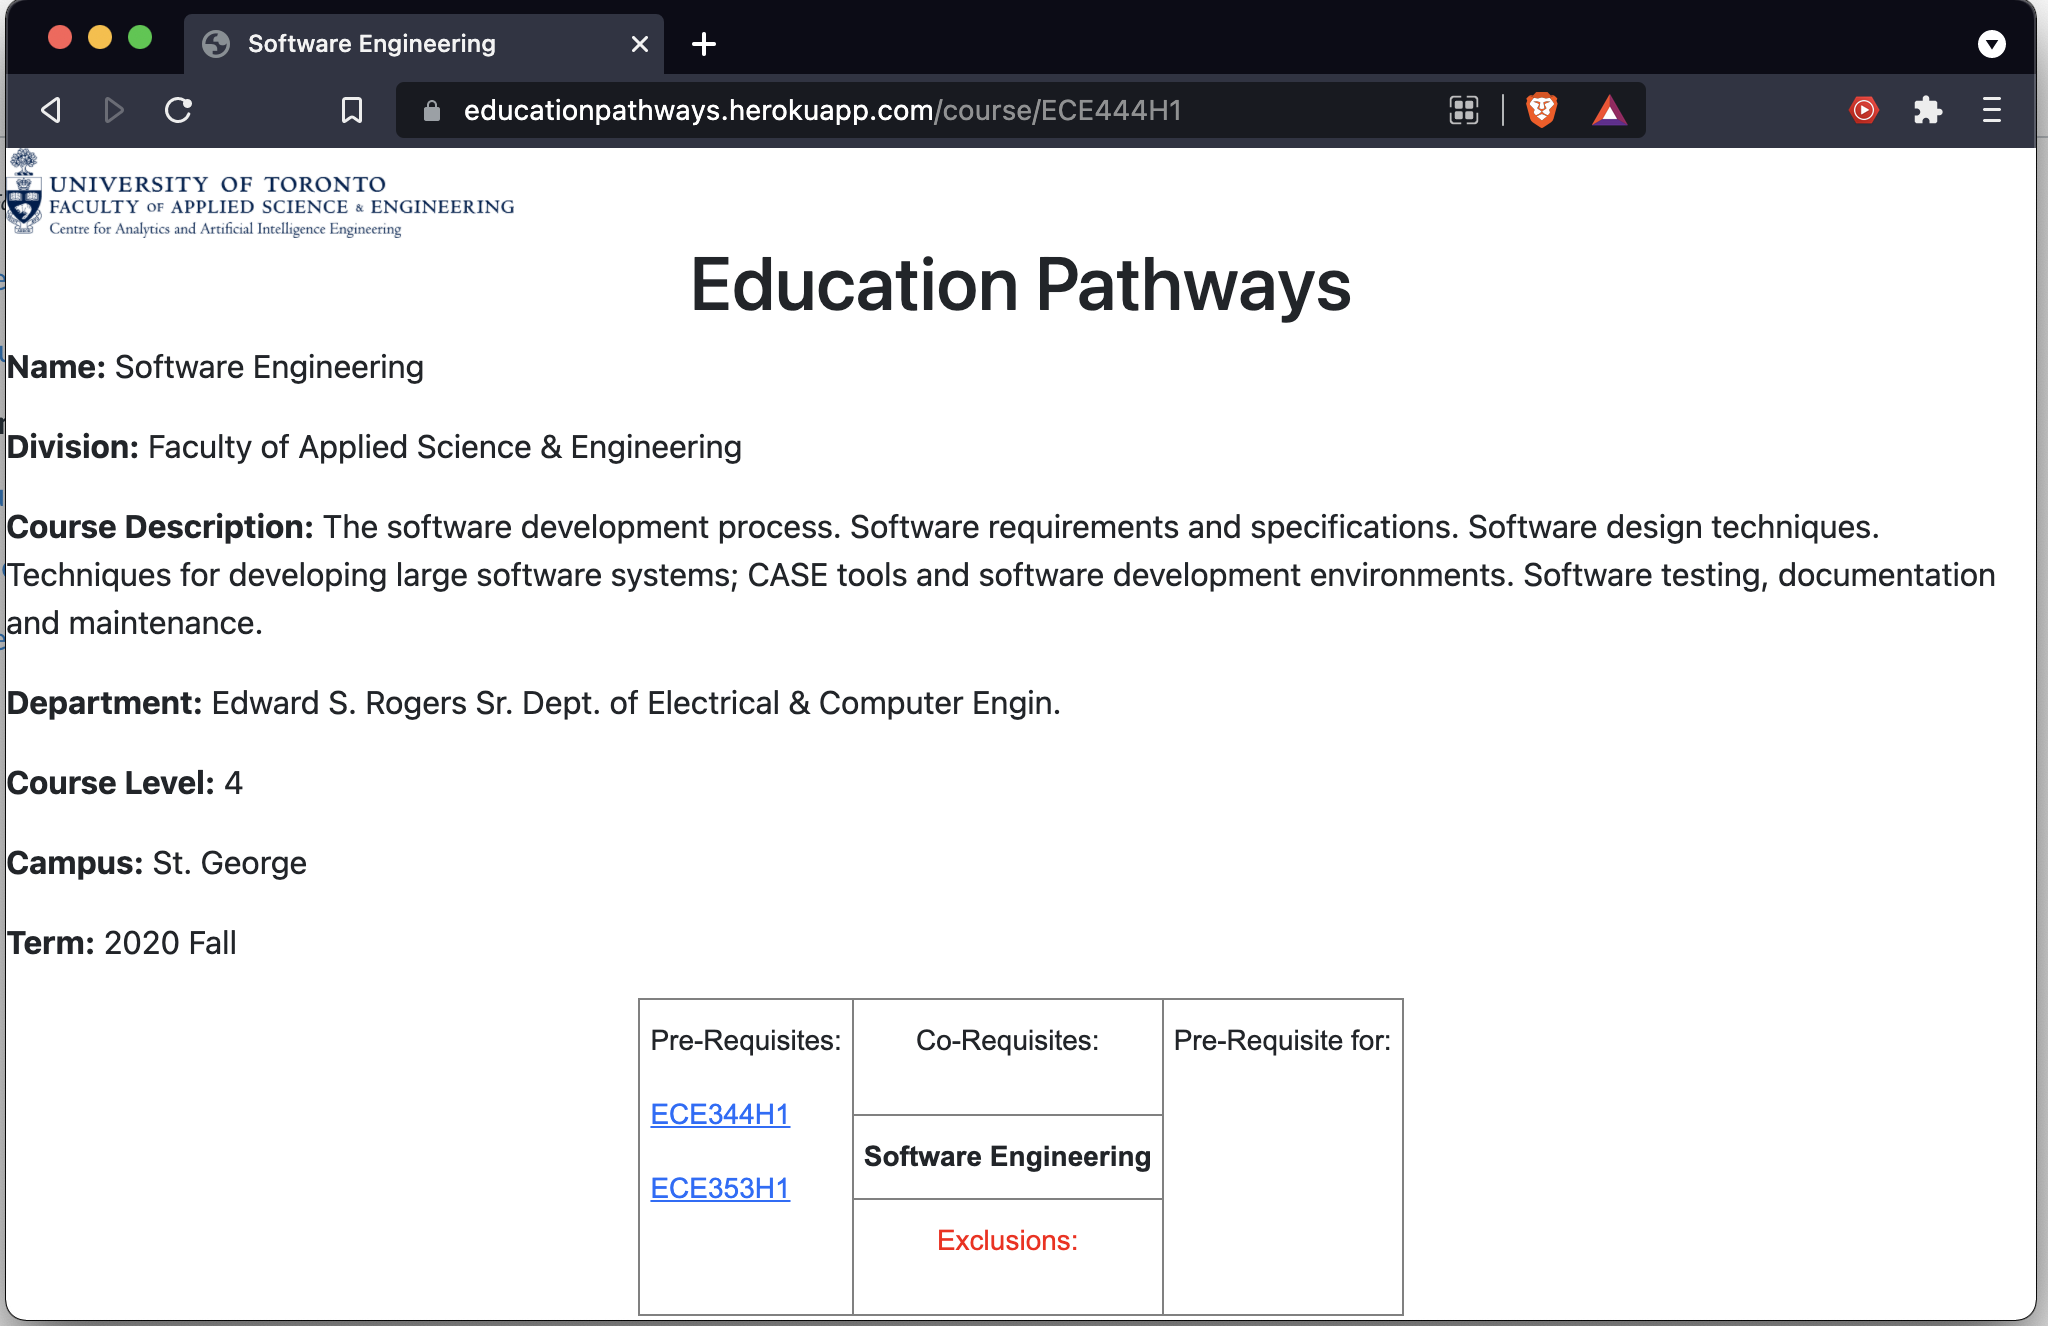 Software Engineering
educationpathways.herokuapp.com/course/ECE444H1
UNIVERSITY OF TORONTO
FACULTY OF APPLIED SCIENCE & ENGINEERING
Centre for Analytics and Artificial Intelligence Engineering
Education Pathways
Name: Software Engineering
Division: Faculty of Applied Science & Engineering
Course Description: The software development process. Software requirements and specifications. Software design techniques.
Techniques for developing large software systems; CASE tools and software development environments. Software testing, documentation
and maintenance.
Department: Edward S. Rogers Sr. Dept. of Electrical & Computer Engin.
Course Level: 4
Campus: St. George
Term: 2020 Fall
Pre-Requisites:
ECE344H1
ECE353H1
Co-Requisites:
Software Engineering
Exclusions:
Pre-Requisite for: